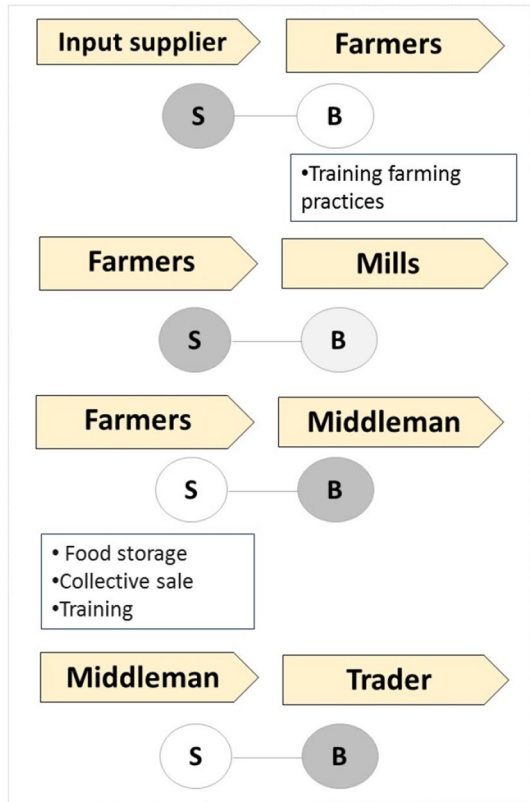 Input supplier
Farmers
S
B
•Training farming
practices
Farmers
Mills
S
B
Farmers
Middleman
S
B
• Food storage
•Collective sale
•Training
Middleman
Trader
S
B